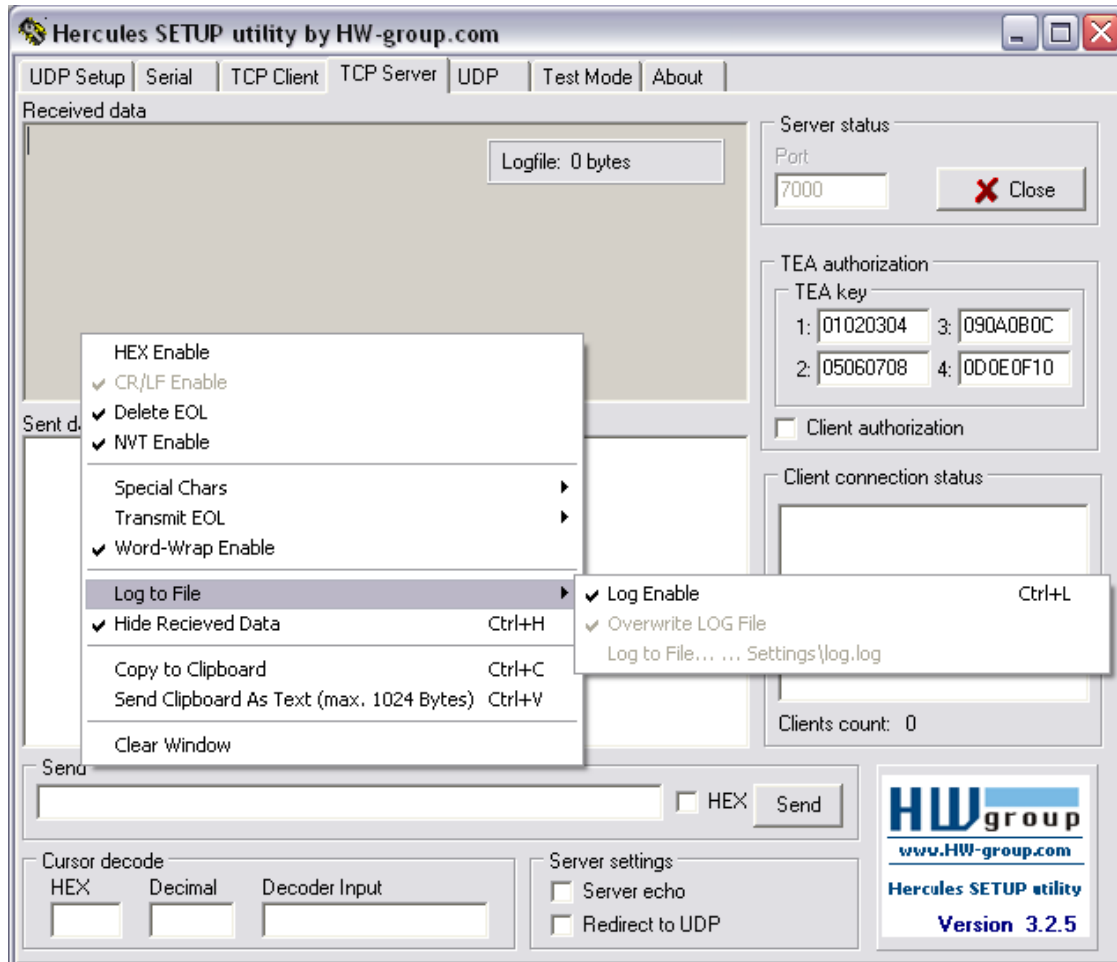 Hercules SETUP utility by HW-group.com
UDP Setup Serial TCP Client TCP Server UDP Test Mode About
Received data
Logfile: 0 bytes
Server status
Port
7000 Close
TEA authorization
TEA key
1: 01020304 3: 090A0B0C
2: 05060708 4: 0D0E0F10
Client authorization
Sent d
HEX Enable
CR/LF Enable
Delete EOL
NVT Enable
Special Chars
Transmit EOL
Word-Wrap Enable
Log to File
Hide Recieved Data Ctrl+H
Copy to Clipboard Ctrl+C
Send Clipboard As Text (max. 1024 Bytes) Ctrl+V
Clear Window
Log Enable Ctrl+L
Overwrite LOG File
Log to File... ... Settings\log.log
Client connection status
Clients count: 0
Send
HEX Send
Cursor decode
HEX Decimal Decoder Input
Server settings
Server echo
Redirect to UDP
HW group
www.HW-group.com
Hercules SETUP utility
Version 3.2.5